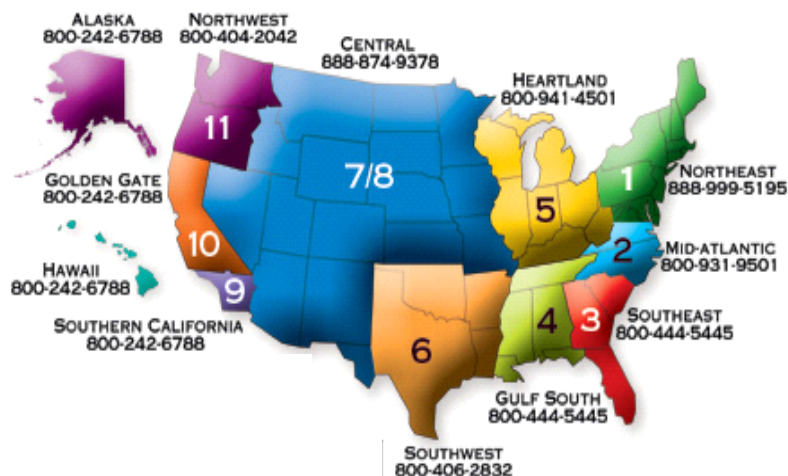 ALASKA
800-242-6788
NORTHWEST
800-404-2042
CENTRAL
888-874-9378
HEARTLAND
800-941-4501
11
7/8
1
NORTHEAST
888-999-5195
GOLDEN GATE
800-242-6788
5
10
2
MID-ATLANTIC
800-931-9501
HAWAII
800-242-6788
9
SOUTHERN CALIFORNIA
800-242-6788
6
4
3
SOUTHEAST
800-444-5445
GULF SOUTH
800-444-5445
SOUTHWEST
800-406-2832